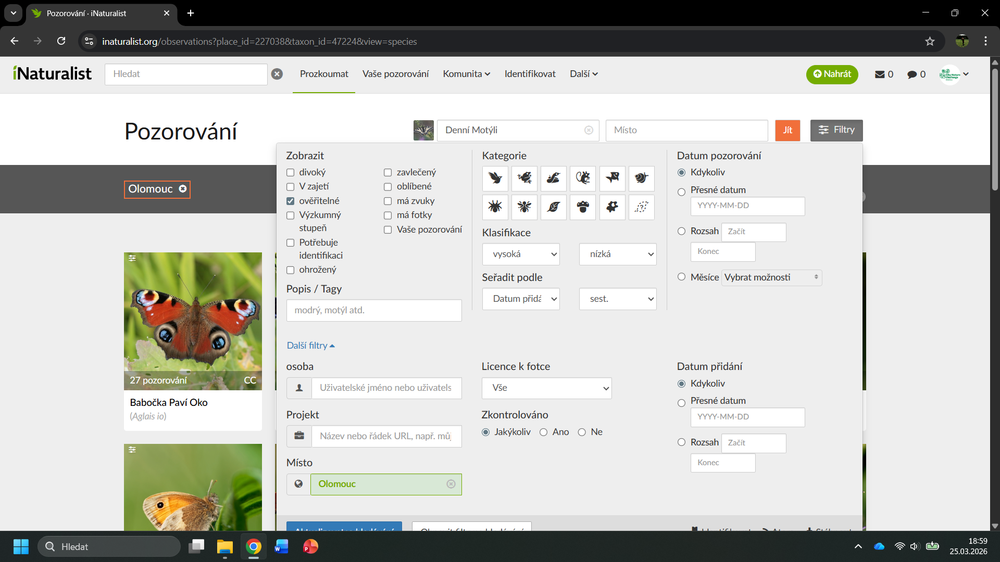 Pozorování · iNaturalist
inaturalist.org/observations?place_id=227038&taxon_id=47224&view=species
iNaturalist
Hledat
Prozkoumat
Vaše pozorování
Komunita
Identifikovat
Další
Nahrát
0
0
City Nature Challenge
Pozorování
Denní Motýli
Místo
Jít
Filtry
Olomouc
Zobrazit
divoký
V zajetí
ověřitelné
Výzkumný
stupeň
Potřebuje
identifikaci
ohrožený
zavlečený
oblíbené
má zvuky
má fotky
Vaše pozorování
Popis / Tagy
modrý, motýl atd.
Kategorie
Klasifikace
vysoká
nízká
Seřadit podle
Datum přidá
sest.
Datum pozorování
Kdykoliv
Přesné datum
YYYY-MM-DD
Rozsah
Začít
Konec
Měsíce
Vybrat možnosti
Další filtry
osoba
Uživatelské jméno nebo uživatels
Projekt
Název nebo řádek URL, např. můj
Místo
Olomouc
Licence k fotce
Vše
Zkontrolováno
Jakýkoliv
Ano
Ne
Datum přidání
Kdykoliv
Přesné datum
YYYY-MM-DD
Rozsah
Začít
Konec
27 pozorování
CC
Babočka Paví Oko
(Aglais io)
Hledat
18:59
25.03.2026